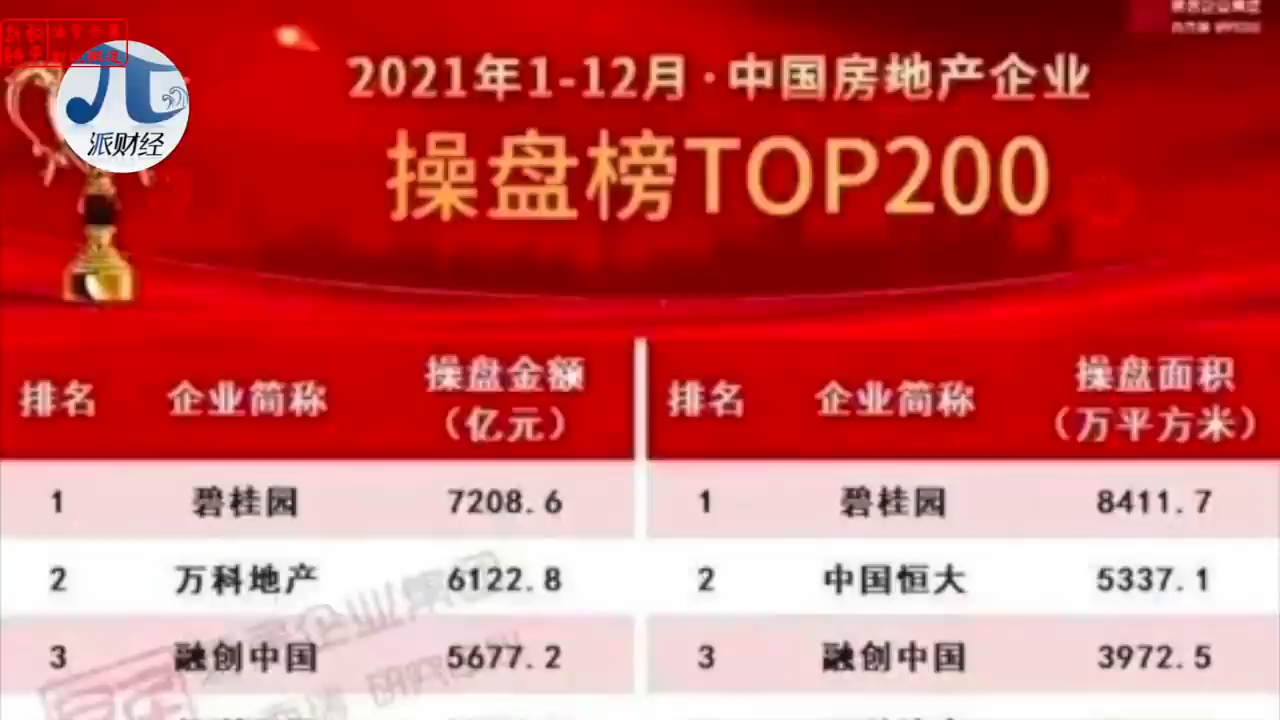 派财经
2021年1-12月·中国房地产企业
操盘榜TOP200
排名 企业简称 操盘金额（亿元） 排名 企业简称 操盘面积（万平方米）
1 碧桂园 7208.6 1 碧桂园 8411.7
2 万科地产 6122.8 2 中国恒大 5337.1
3 融创中国 5677.2 3 融创中国 3972.5